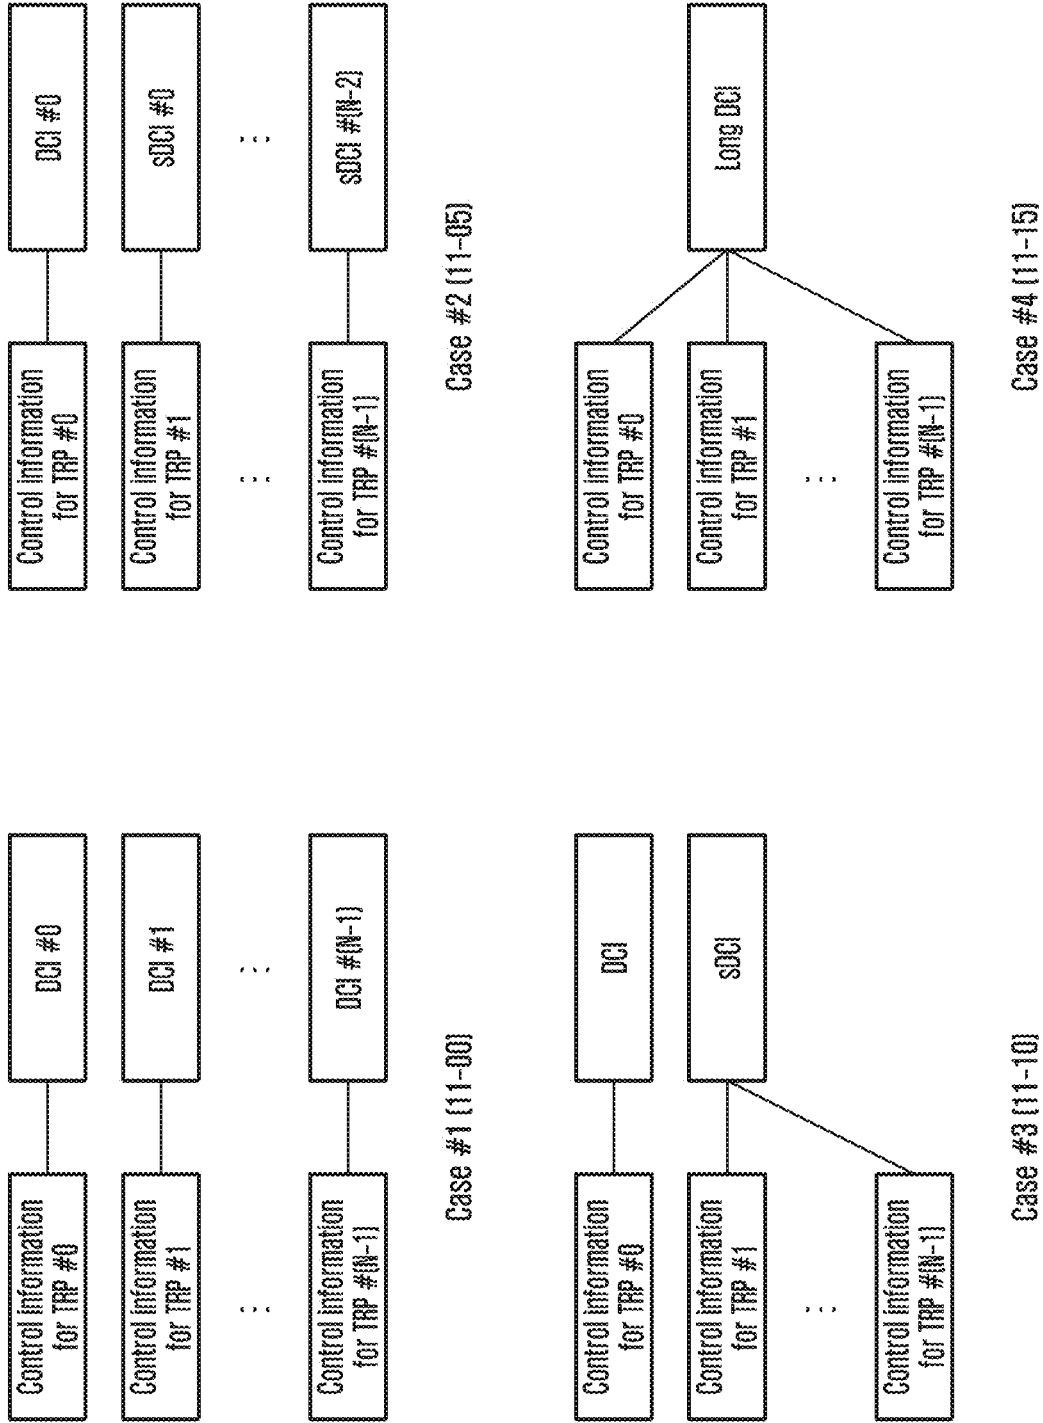 Control information
for TRP #0
DCI #0
Control information
for TRP #1
DCI #1
...
...
Control information
for TRP #(N-1)
DCI #(N-1)
Case #1 (11-00)
Control information
for TRP #0
DCI #0
Control information
for TRP #1
sDCI #0
...
...
Control information
for TRP #(N-1)
sDCI #(N-2)
Case #2 (11-05)
Control information
for TRP #0
DCI
Control information
for TRP #1
sDCI
...
Control information
for TRP #(N-1)
Case #3 (11-10)
Control information
for TRP #0
Control information
for TRP #1
Long DCI
...
Control information
for TRP #(N-1)
Case #4 (11-15)